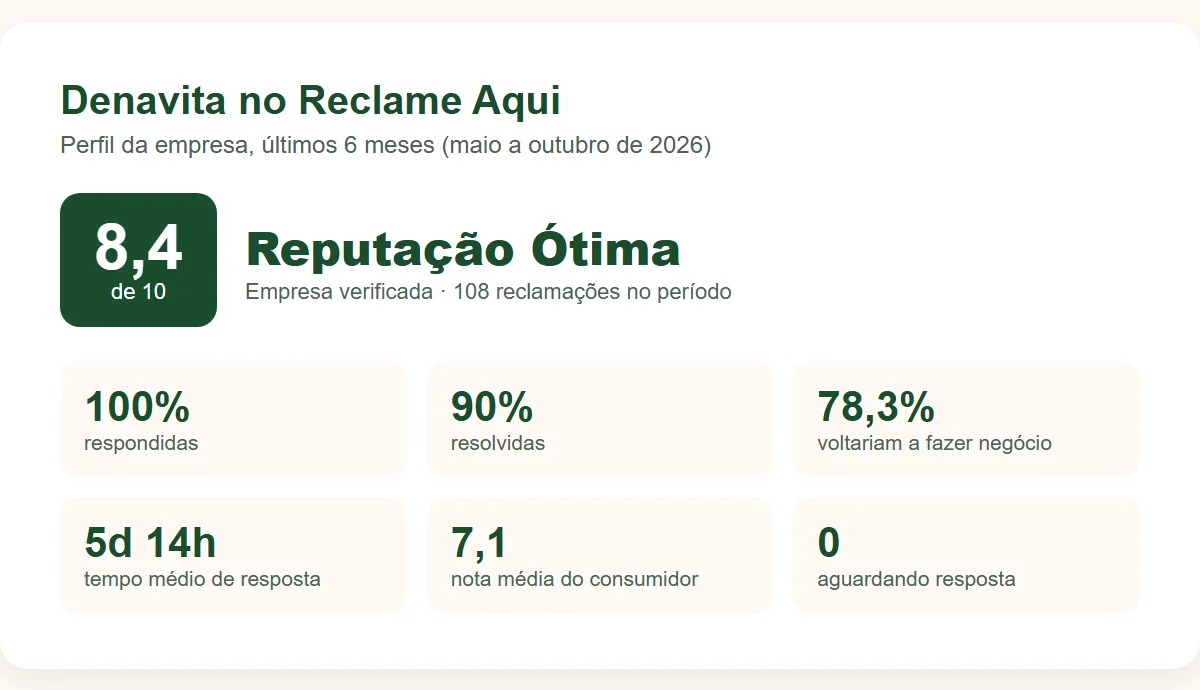 Denavita no Reclame Aqui
Perfil da empresa, últimos 6 meses (maio a outubro de 2026)
8,4
de 10
Reputação Ótima
Empresa verificada · 108 reclamações no período
100%
respondidas
90%
resolvidas
78,3%
voltariam a fazer negócio
5d 14h
tempo médio de resposta
7,1
nota média do consumidor
0
aguardando resposta